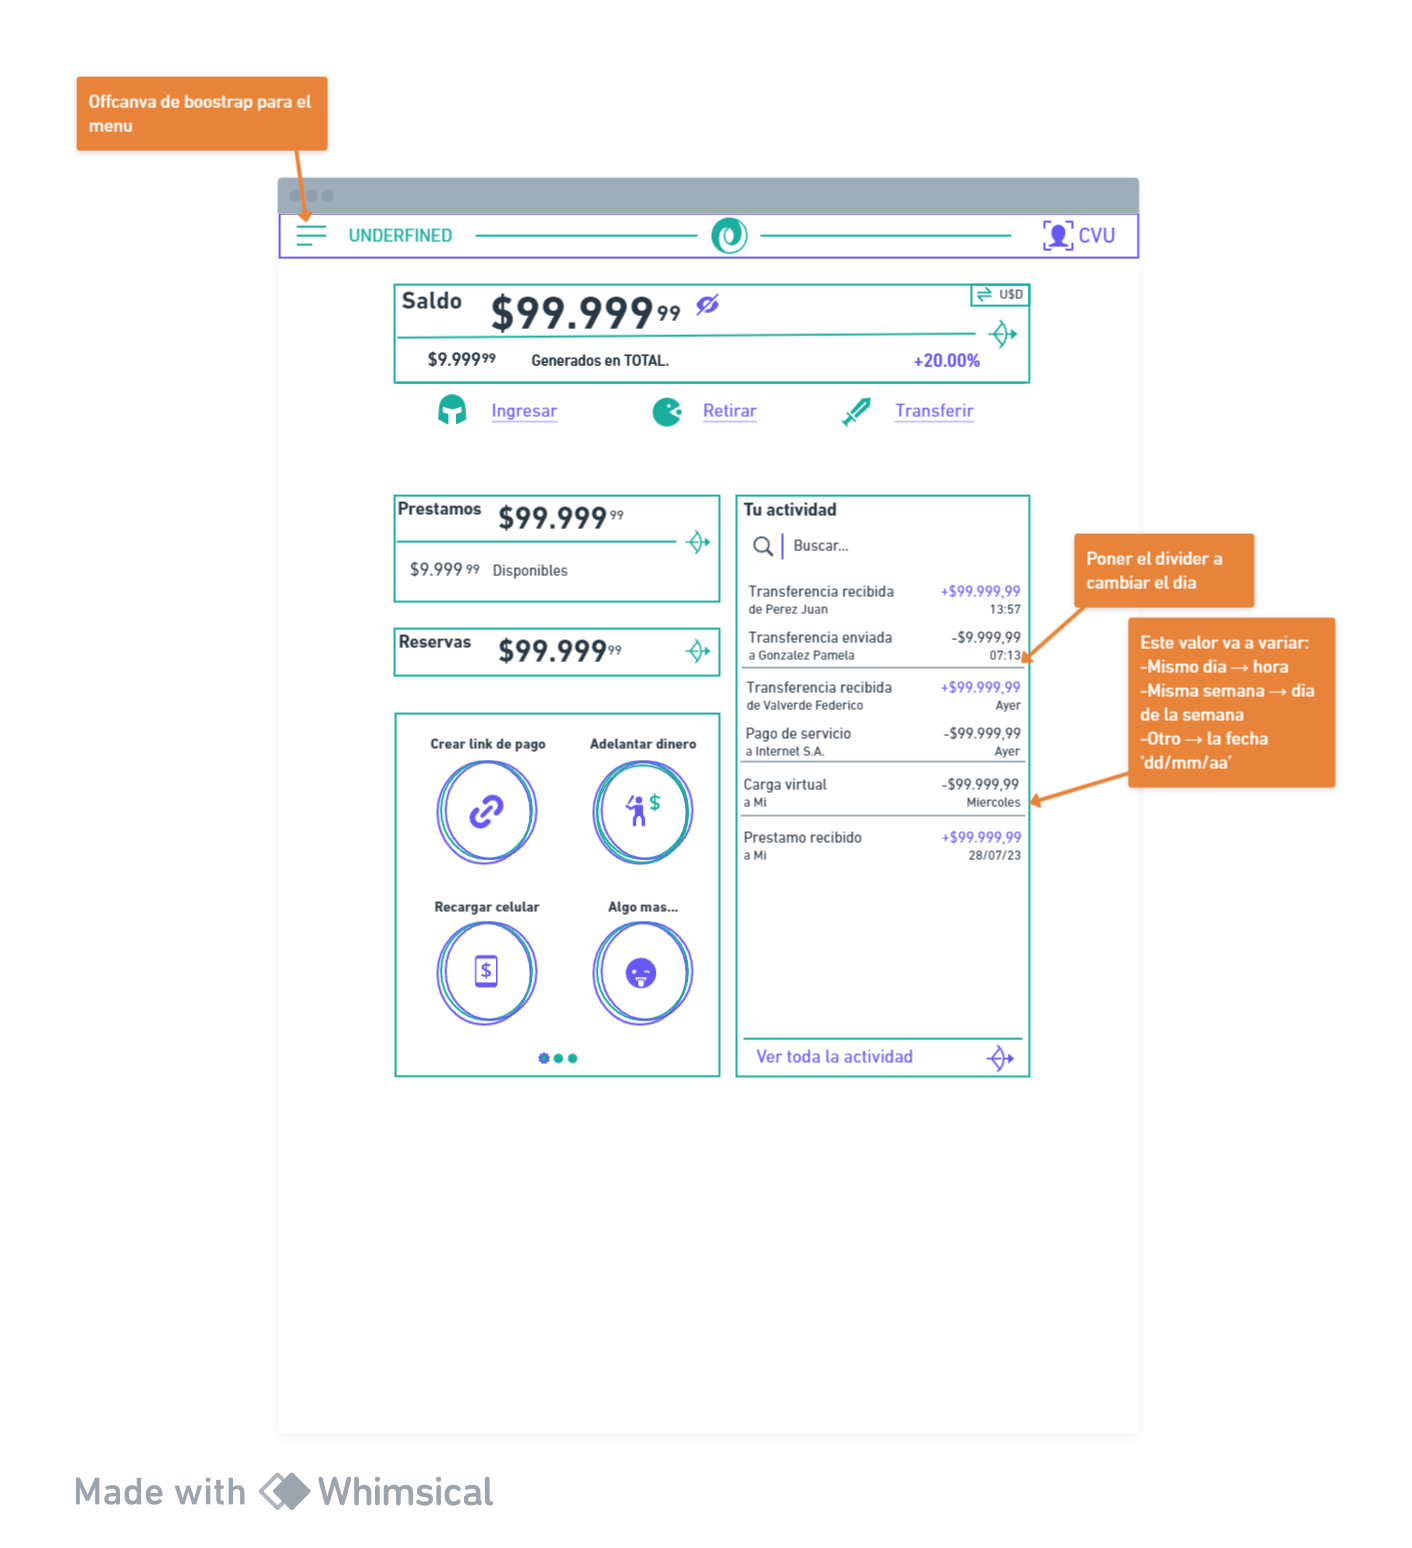 Offcanva de boostrap para el
menu
UNDERFINED
CVU
Saldo
$99.999 99
U$D
$9.999 99
Generados en TOTAL.
+20.00%
Ingresar
Retirar
Transferir
Prestamos
$99.999 99
$9.999 99
Disponibles
Reservas
$99.999 99
Crear link de pago
Adelantar dinero
$
Recargar celular
Algo mas...
$
Tu actividad
Buscar...
Transferencia recibida
+$99.999,99
de Perez Juan
13:57
Transferencia enviada
-$9.999,99
a Gonzalez Pamela
07:13
Transferencia recibida
+$99.999,99
de Valverde Federico
Ayer
Pago de servicio
-$99.999,99
a Internet S.A.
Ayer
Carga virtual
-$99.999,99
a Mi
Miercoles
Prestamo recibido
+$99.999,99
a Mi
28/07/23
Ver toda la actividad
Poner el divider a
cambiar el dia
Este valor va a variar:
-Mismo dia → hora
-Misma semana → dia
de la semana
-Otro → la fecha
'dd/mm/aa'
Made with Whimsical